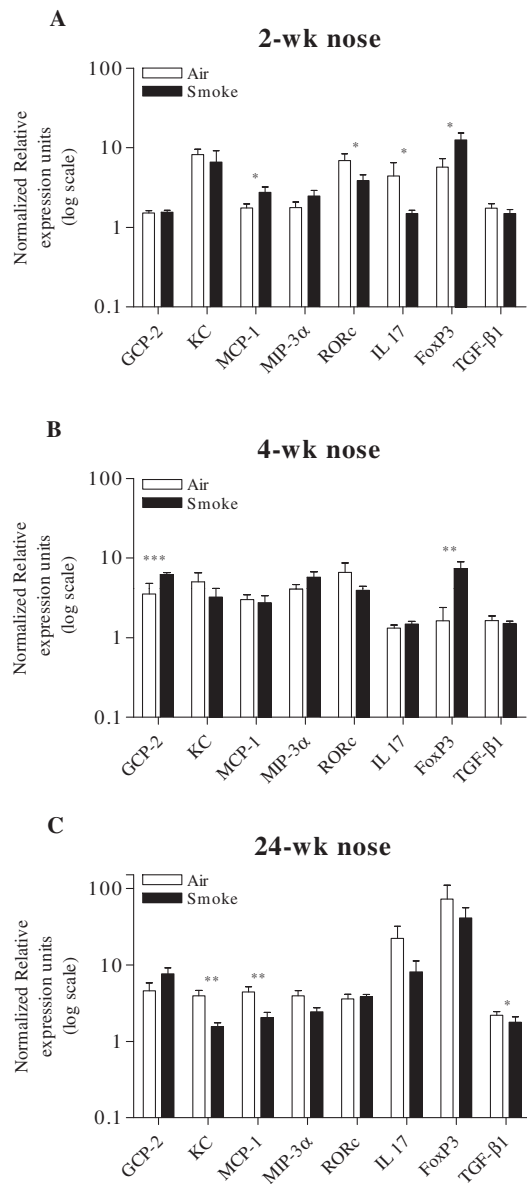 A
2-wk nose
Normalized Relative
expression units
(log scale)
100
10
1
0.1
Air
Smoke
*
*
*
*
GCP-2
KC
MCP-1
MIP-3α
RORc
IL 17
FoxP3
TGF-β1
B
4-wk nose
Normalized Relative
expression units
(log scale)
100
10
1
0.1
Air
Smoke
***
**
GCP-2
KC
MCP-1
MIP-3α
RORc
IL 17
FoxP3
TGF-β1
C
24-wk nose
Normalized Relative
expression units
(log scale)
100
10
1
0.1
Air
Smoke
**
**
*
GCP-2
KC
MCP-1
MIP-3α
RORc
IL 17
FoxP3
TGF-β1